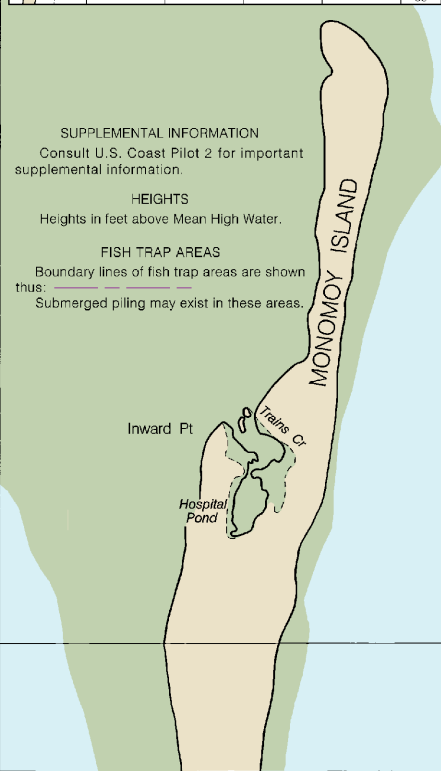 SUPPLEMENTAL INFORMATION
Consult U.S. Coast Pilot 2 for important
supplemental information.
HEIGHTS
Heights in feet above Mean High Water.
FISH TRAP AREAS
Boundary lines of fish trap areas are shown
thus:
Submerged piling may exist in these areas.
MONOMOY ISLAND
Trains Cr
Inward Pt
Hospital
Pond